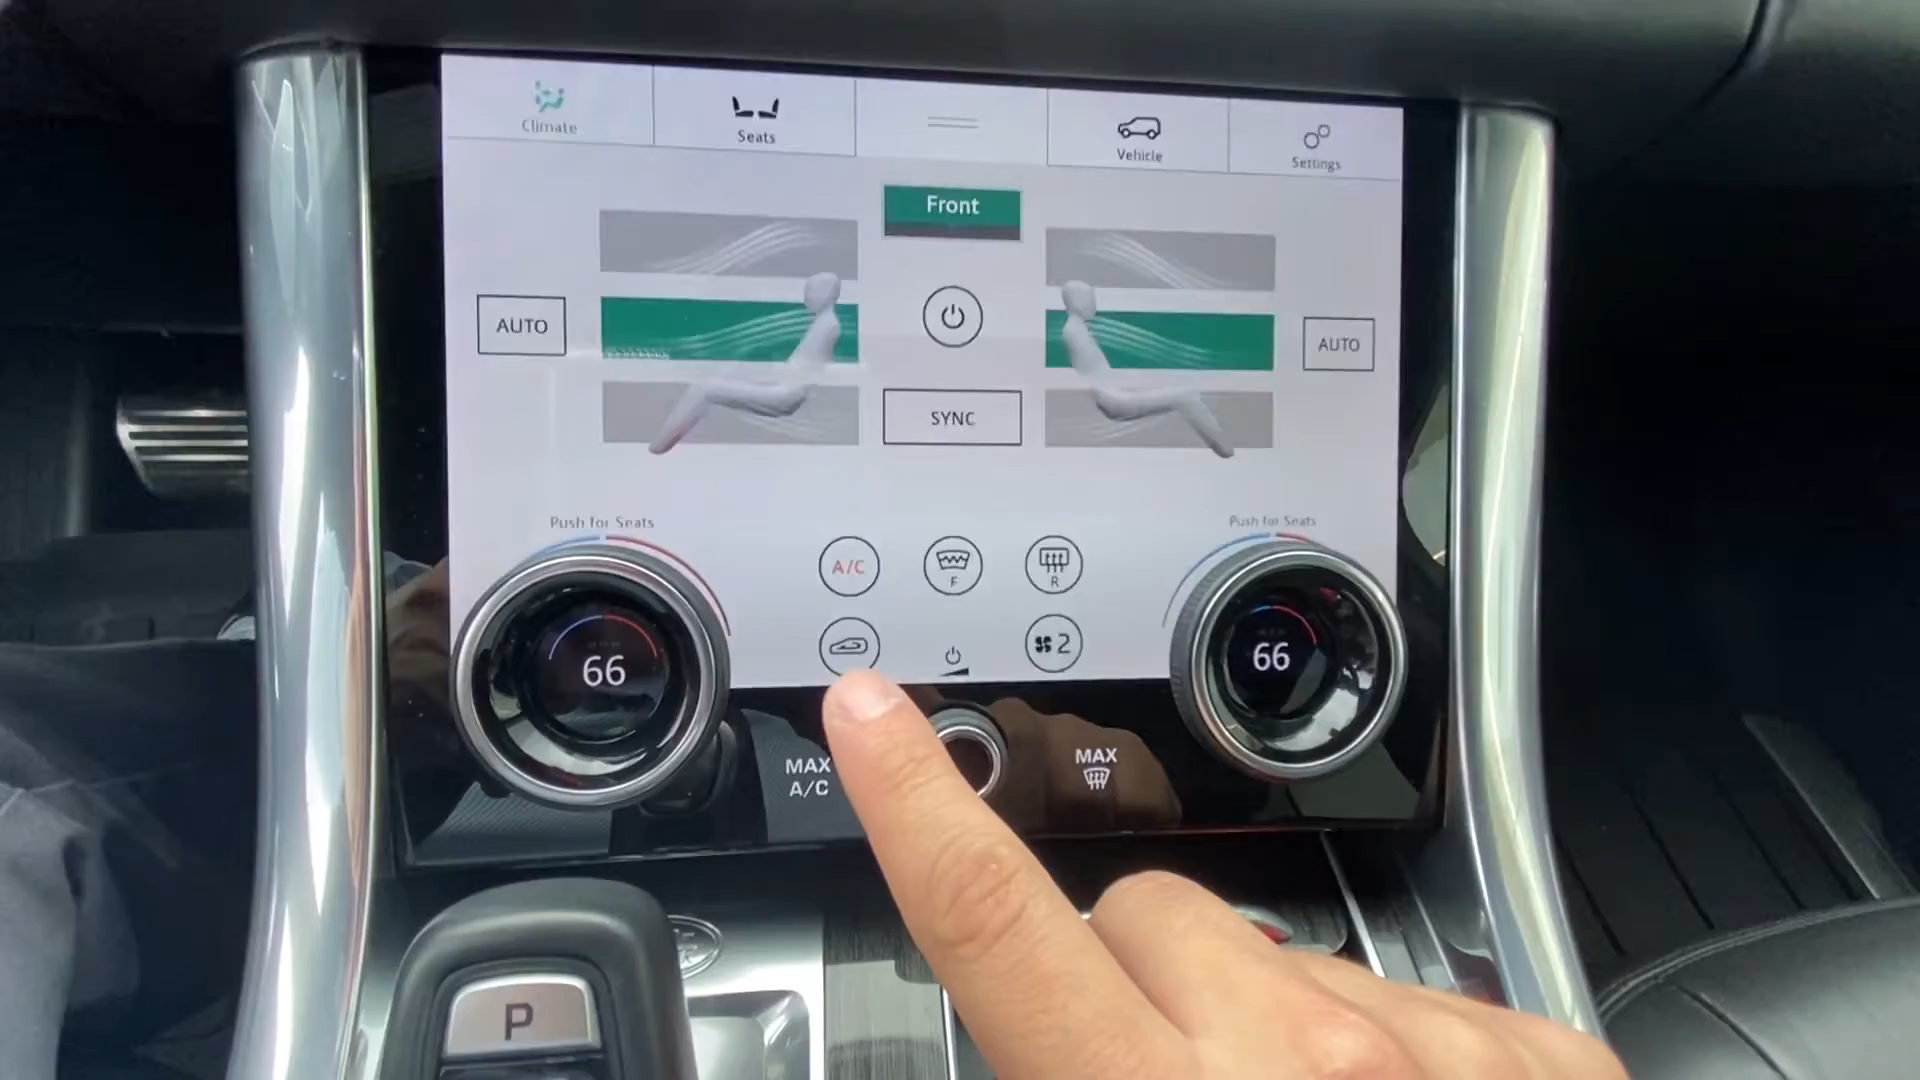 Climate
Seats
Vehicle
Settings
Front
AUTO
AUTO
SYNC
Push for Seats
Push for Seats
A/C
F
R
66
2
66
MAX
A/C
MAX
P